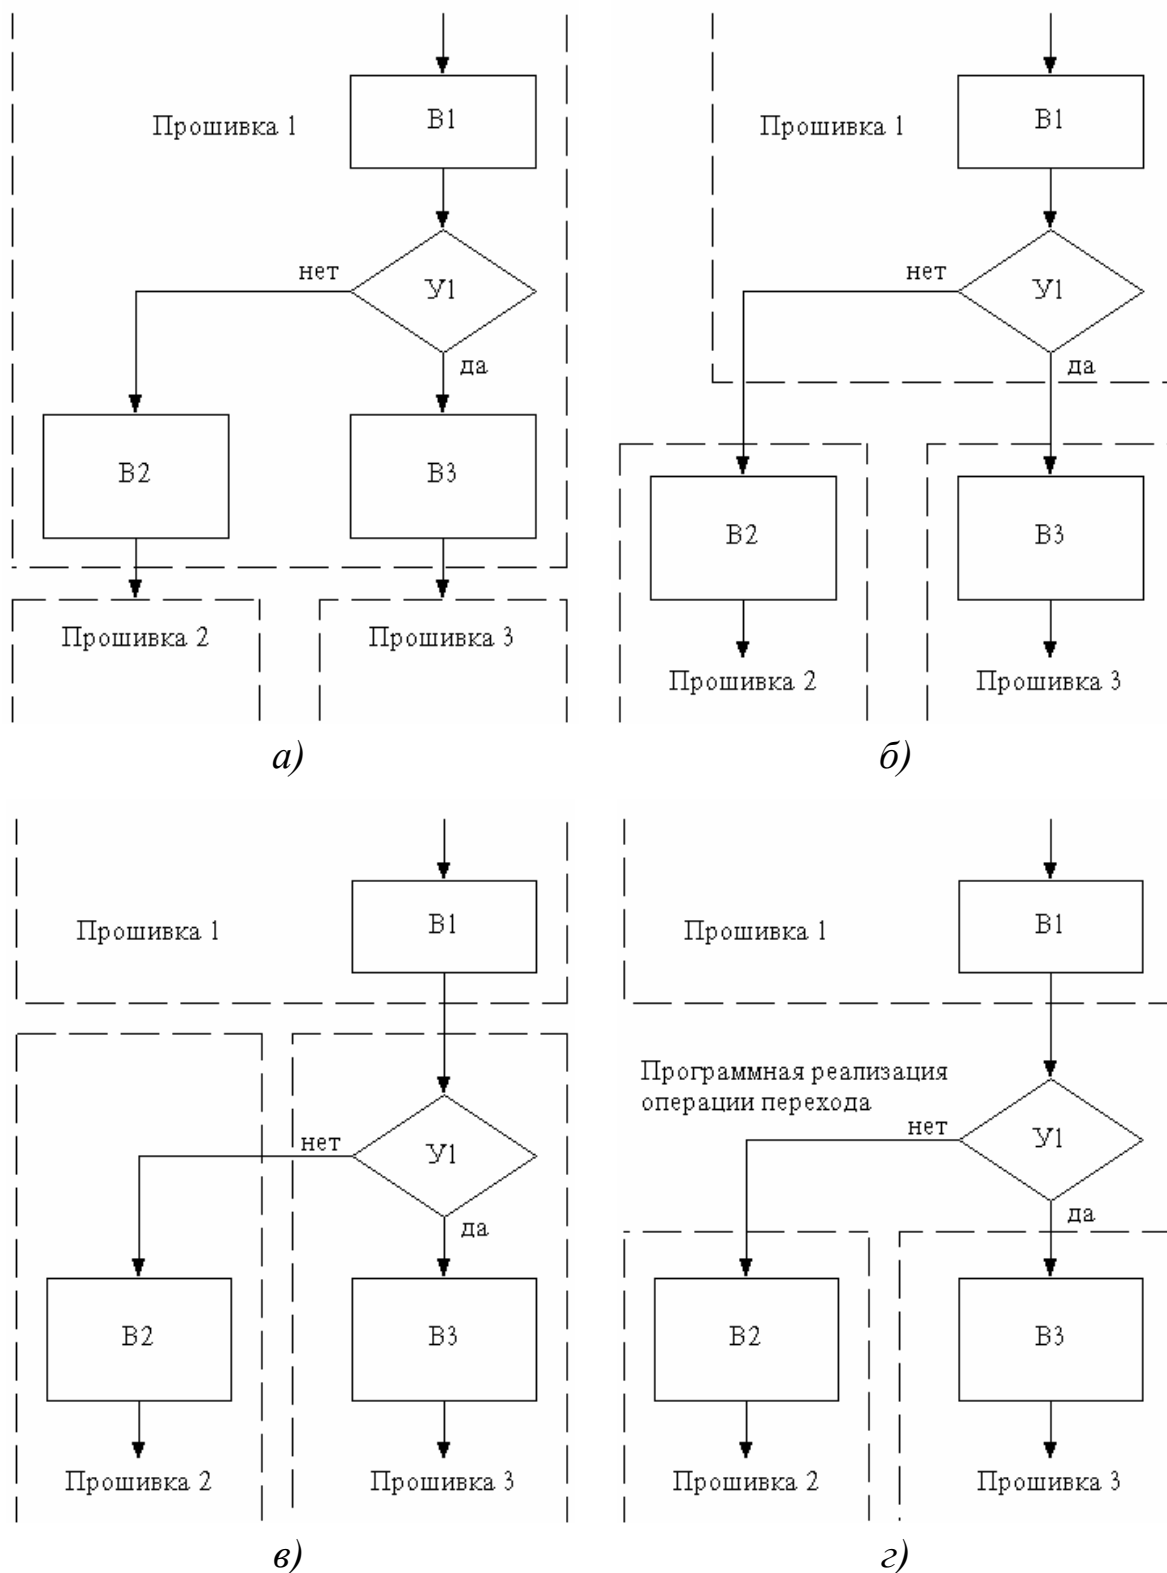 В1
Прошивка 1
нет
У1
да
В2
В3
Прошивка 2
Прошивка 3
а)
В1
Прошивка 1
нет
У1
да
В2
В3
Прошивка 2
Прошивка 3
б)
В1
Прошивка 1
нет
У1
да
В2
В3
Прошивка 2
Прошивка 3
в)
В1
Прошивка 1
Программная реализация
операции перехода
нет
У1
да
В2
В3
Прошивка 2
Прошивка 3
г)